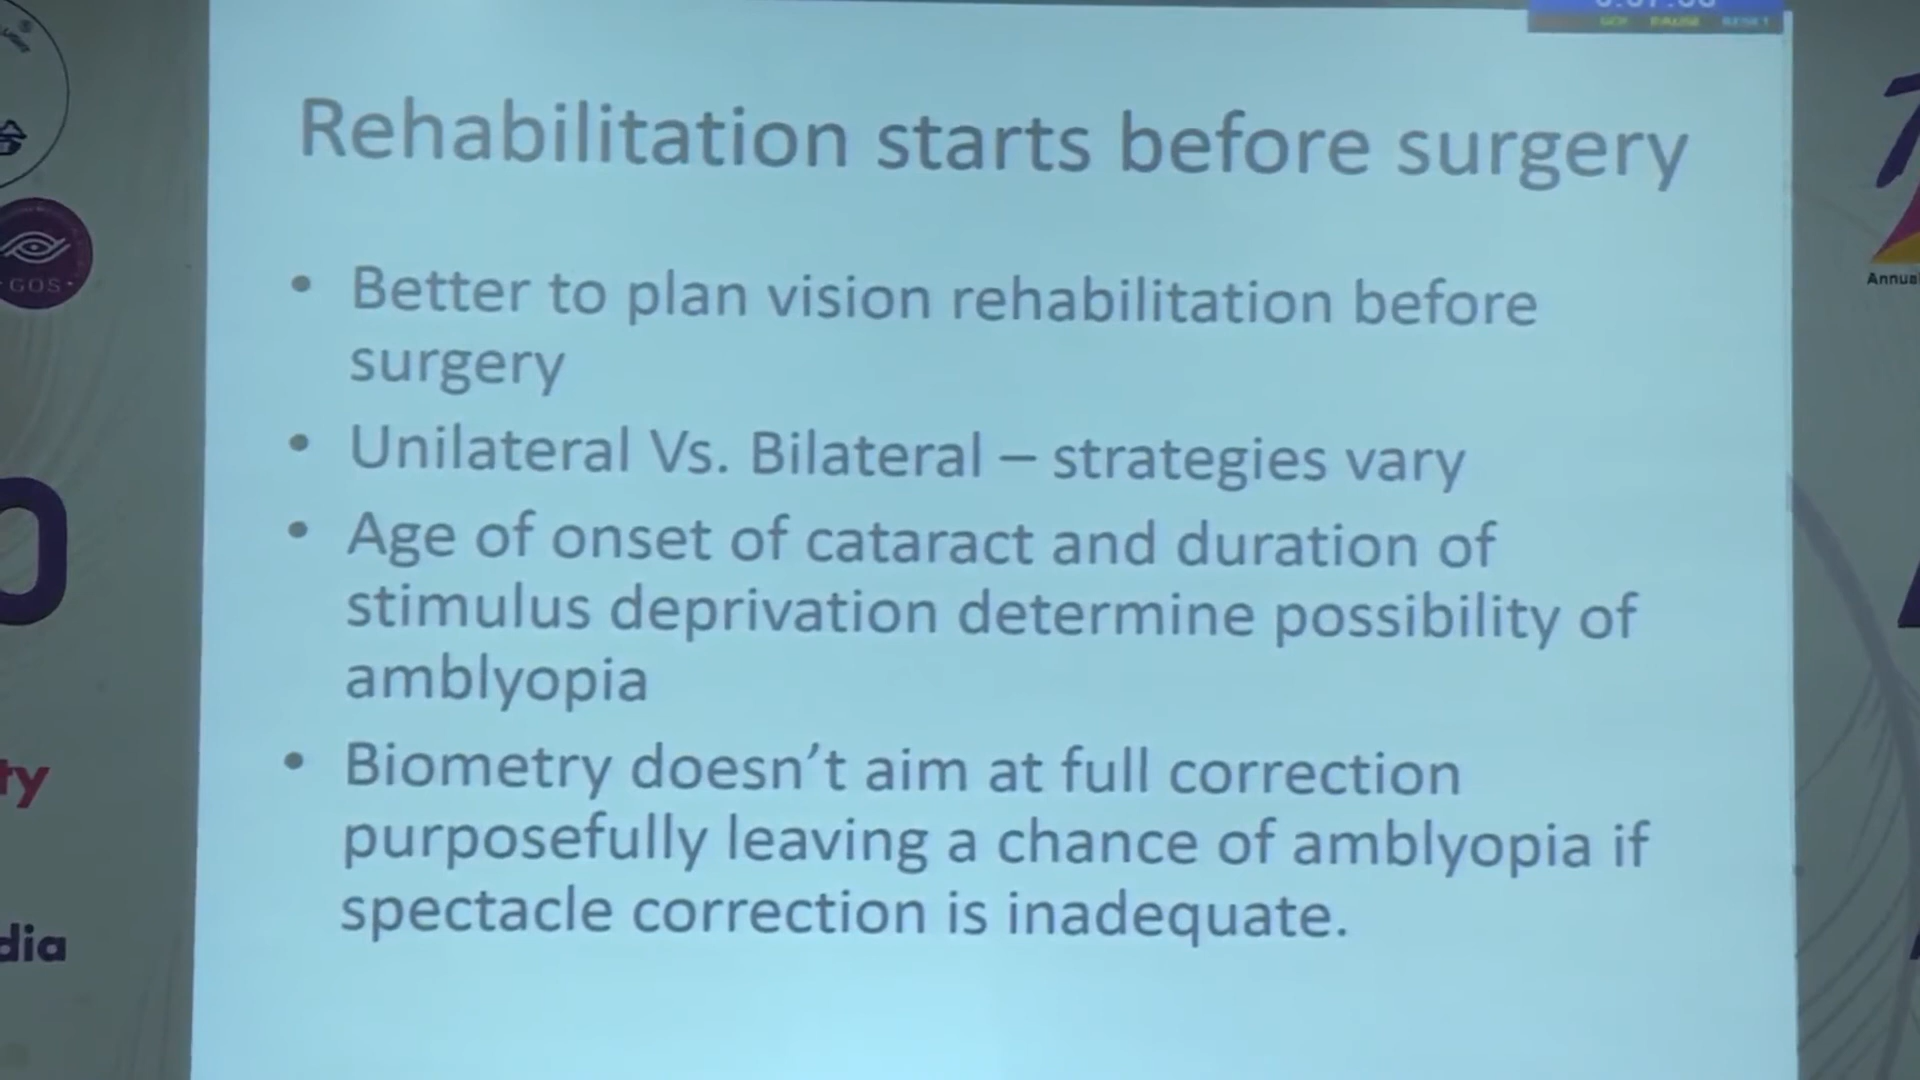 Rehabilitation starts before surgery
• Better to plan vision rehabilitation before
surgery
• Unilateral Vs. Bilateral – strategies vary
• Age of onset of cataract and duration of
stimulus deprivation determine possibility of
amblyopia
• Biometry doesn’t aim at full correction
purposefully leaving a chance of amblyopia if
spectacle correction is inadequate.
PAUSE
GOS
ty
dia
Annua